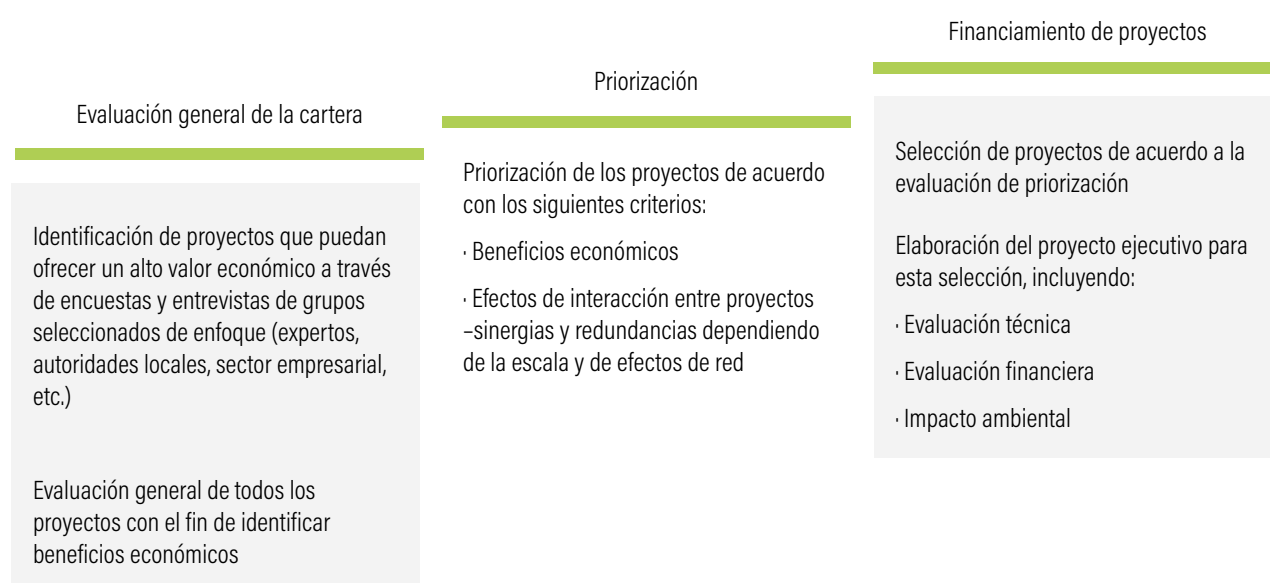 Evaluación general de la cartera
Identificación de proyectos que puedan
ofrecer un alto valor económico a través
de encuestas y entrevistas de grupos
seleccionados de enfoque (expertos,
autoridades locales, sector empresarial,
etc.)
Evaluación general de todos los
proyectos con el fin de identificar
beneficios económicos
Priorización
Priorización de los proyectos de acuerdo
con los siguientes criterios:
· Beneficios económicos
· Efectos de interacción entre proyectos
–sinergias y redundancias dependiendo
de la escala y de efectos de red
Financiamiento de proyectos
Selección de proyectos de acuerdo a la
evaluación de priorización
Elaboración del proyecto ejecutivo para
esta selección, incluyendo:
· Evaluación técnica
· Evaluación financiera
· Impacto ambiental